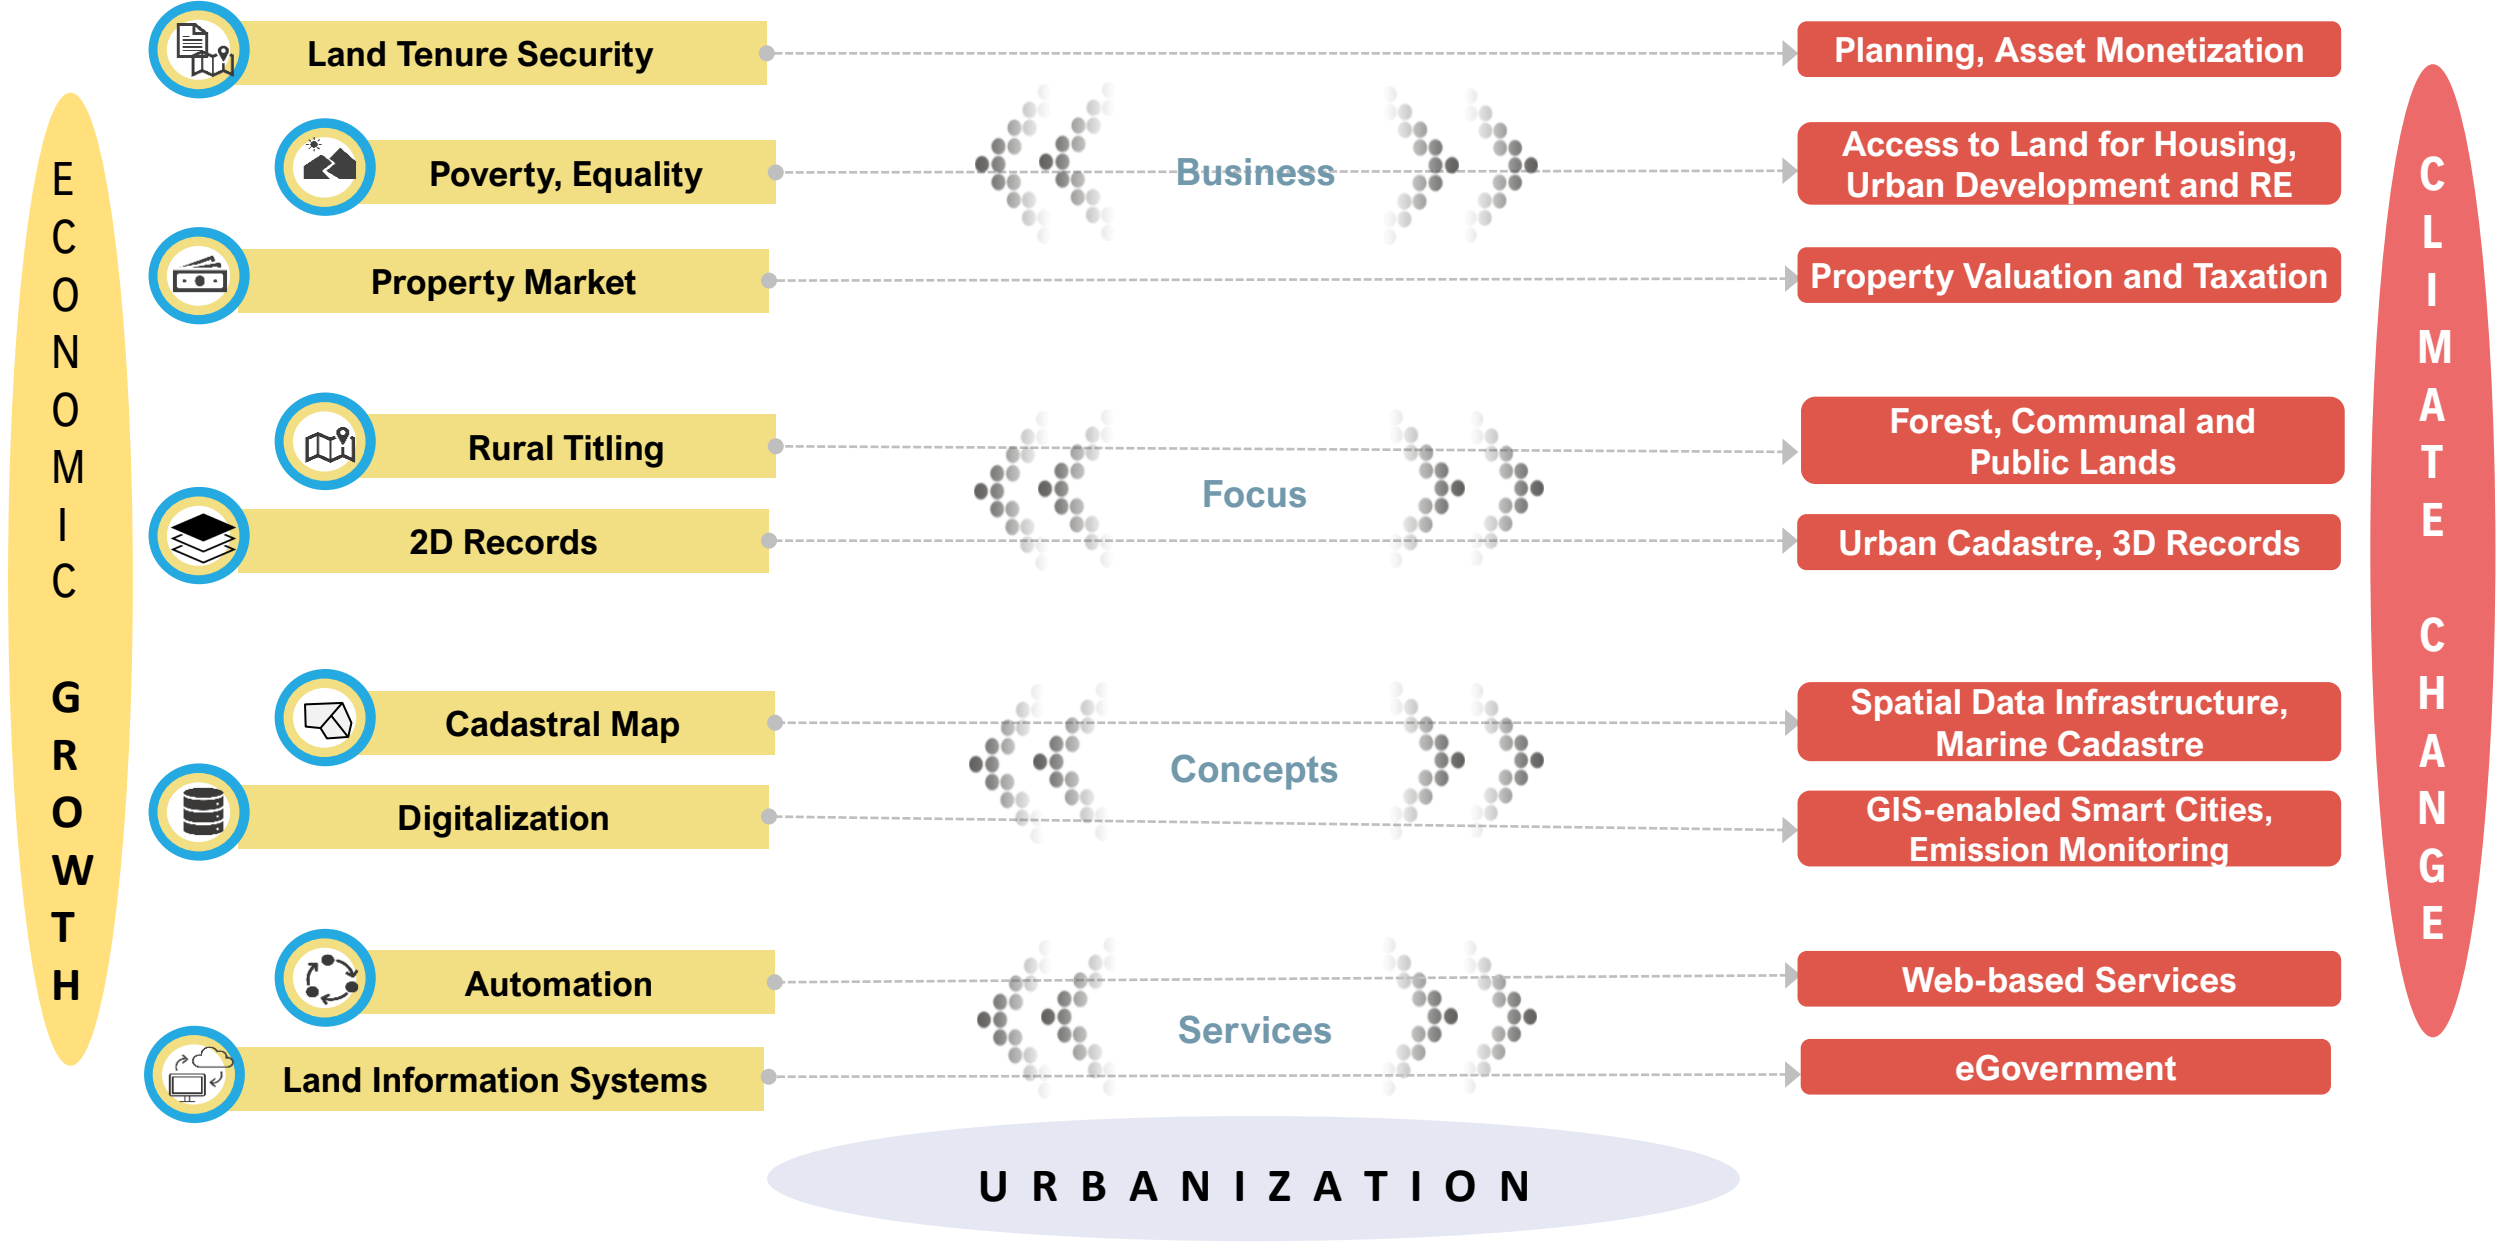 ECONOMIC GROWTH
Land Tenure Security
Planning, Asset Monetization
Poverty, Equality
Business
Access to Land for Housing,
Urban Development and RE
Property Market
Property Valuation and Taxation
Rural Titling
Focus
Forest, Communal and
Public Lands
2D Records
Urban Cadastre, 3D Records
Cadastral Map
Concepts
Spatial Data Infrastructure,
Marine Cadastre
Digitalization
GIS-enabled Smart Cities,
Emission Monitoring
Automation
Services
Web-based Services
Land Information Systems
eGovernment
CLIMATE CHANGE
URBANIZATION